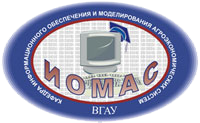 КАФЕДРА ИНФОРМАЦИОННОГО ОБЕСПЕЧЕНИЯ И МОДЕЛИРОВАНИЯ АГРОЭКОНОМИЧЕСКИХ СИСТЕМ
ИОМАС
ВГАУ